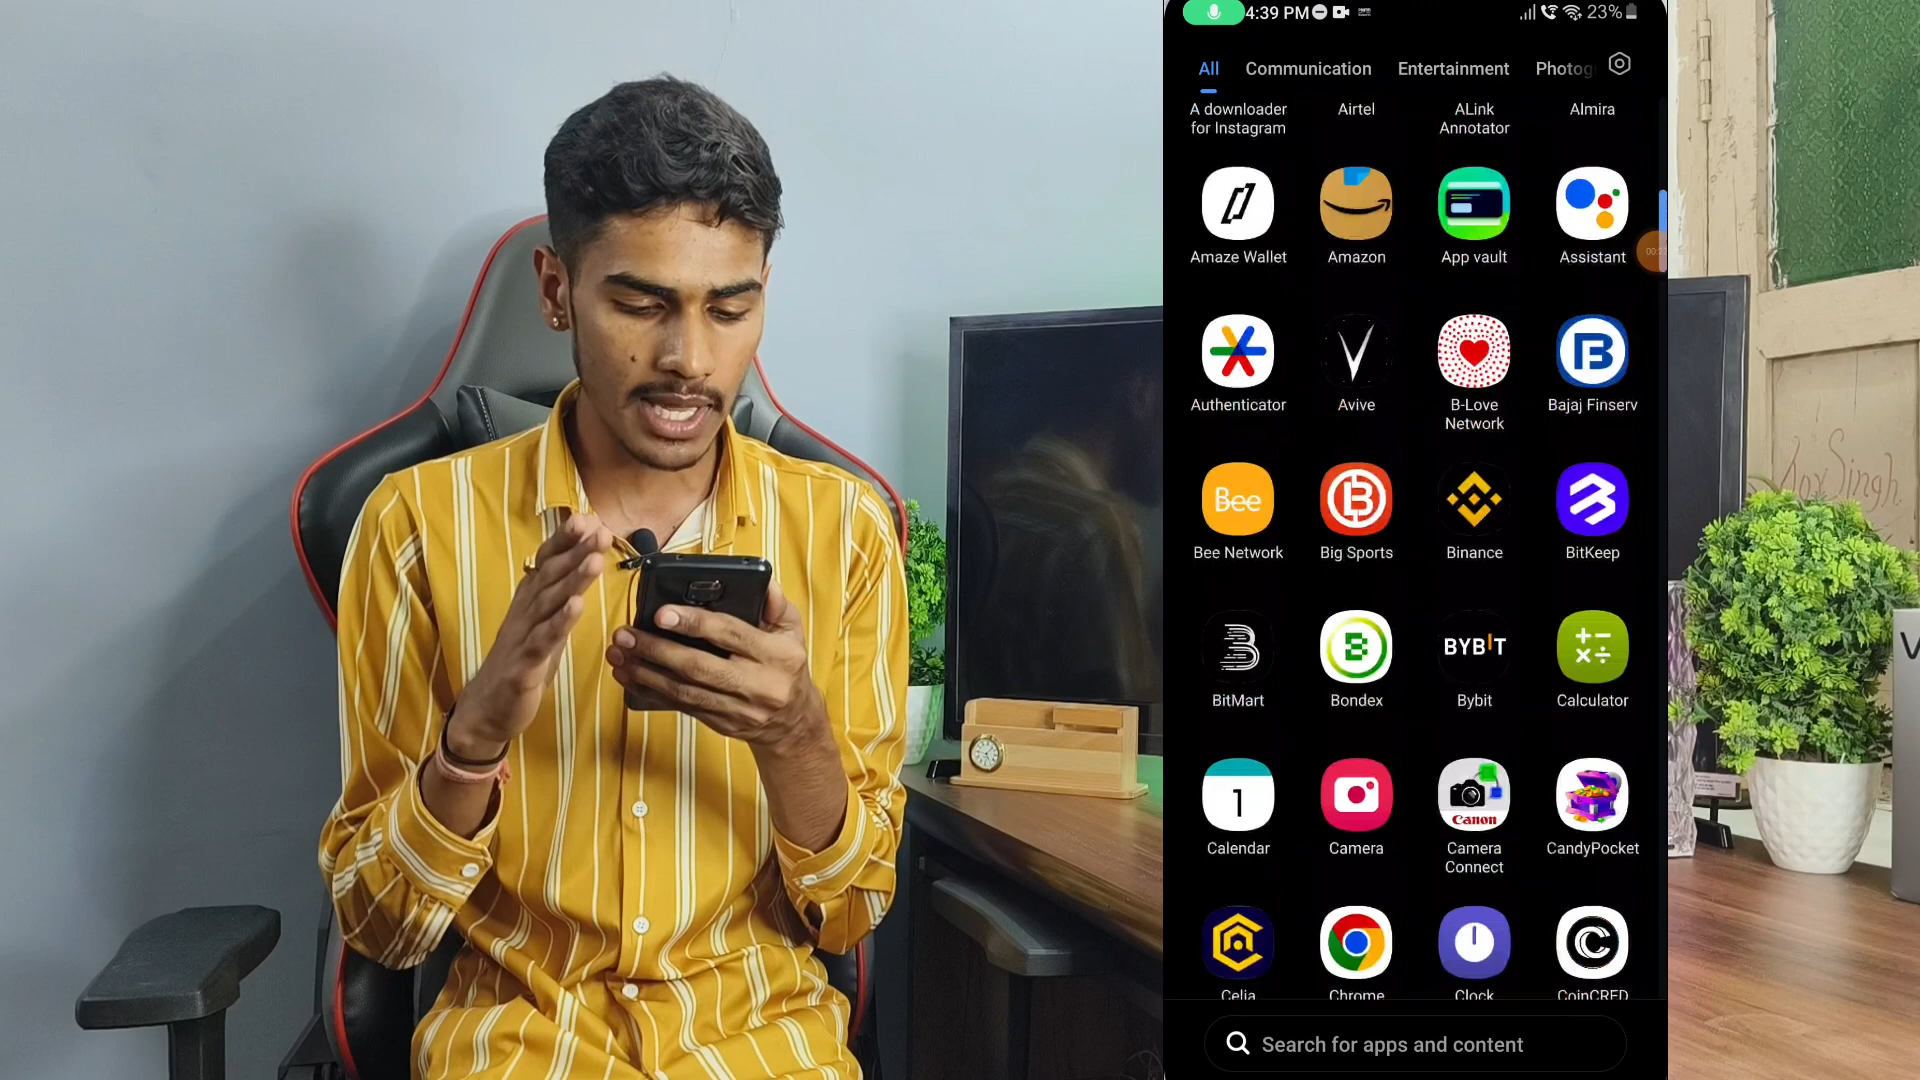 4:39 PM
23%
All Communication Entertainment Photog
A downloader
for Instagram
Airtel
ALink
Annotator
Almira
Amaze Wallet
Amazon
App vault
Assistant
Authenticator
Avive
B-Love
Network
Bajaj Finserv
Bee
Bee Network
Big Sports
Binance
BitKeep
BitMart
Bondex
BYBIT
Bybit
Calculator
1
Calendar
Camera
Canon
Camera
Connect
CandyPocket
Celia
Chrome
Clock
CoinCRED
Search for apps and content
Singh
V